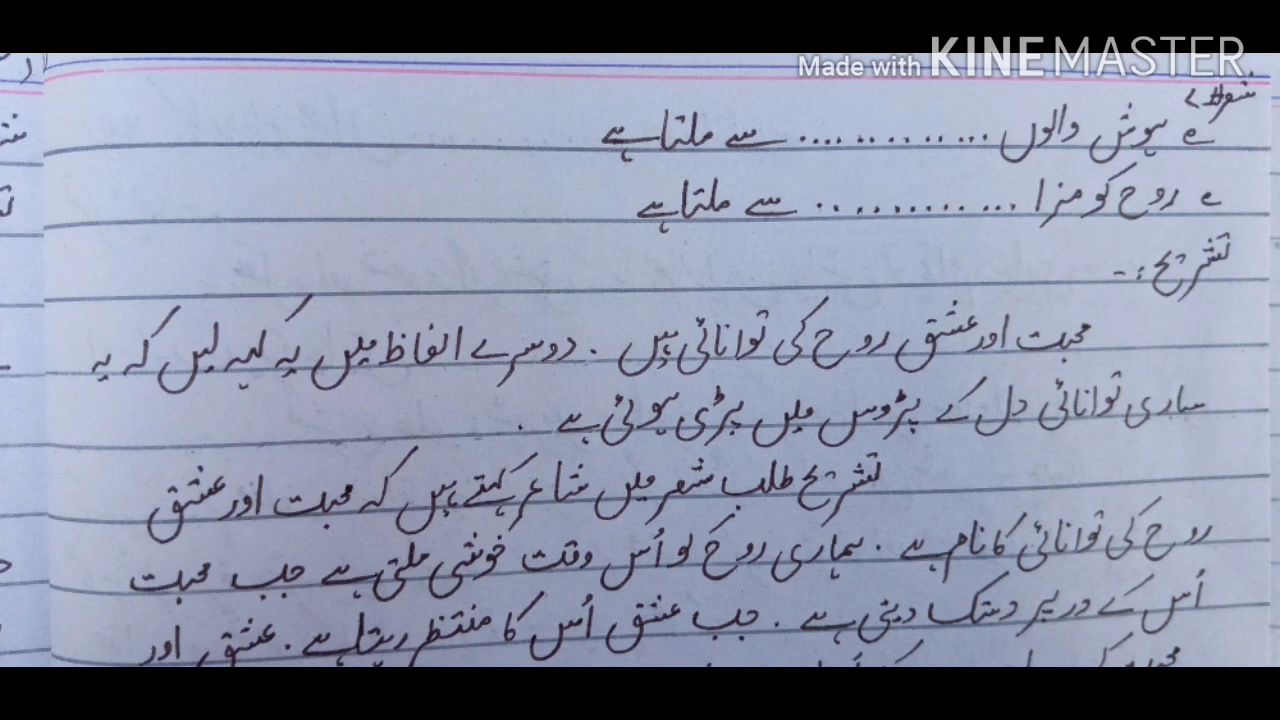 Made with KINEMASTER
شعر#2
ہوش والوں ............. سے ملتا ہے
روح کو مزا ............. سے ملتا ہے
تشریح :-
محبت اور عشق روح کی توانائی ہیں ۔ دوسرے الفاظ میں یہ کہہ لیں کہ یہ
ساری توانائی دل کے پڑوس میں پڑی ہوئی ہے ۔
تشریح طلب شعر میں شاعر کہتے ہیں کہ محبت اور عشق
روح کی توانائی کا نام ہے ۔ ہماری روح کو اُس وقت خوشی ملتی ہے جب محبت
اُس کے در پر دستک دیتی ہے ۔ جب عشق اُس کا منتظر رہتا ہے ۔ عشق اور